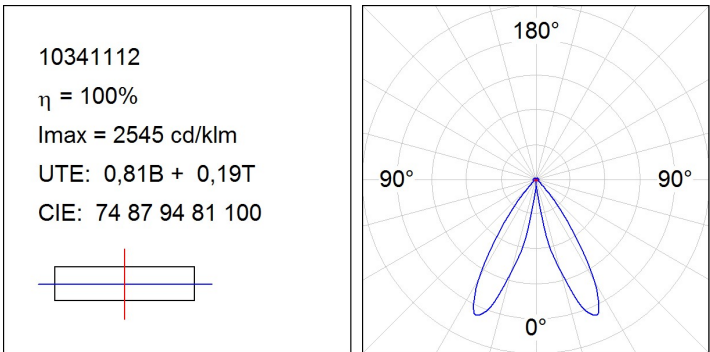 10341112
η = 100%
Imax = 2545 cd/klm
UTE: 0,81B + 0,19T
CIE: 74 87 94 81 100
180°
90° 90°
0°